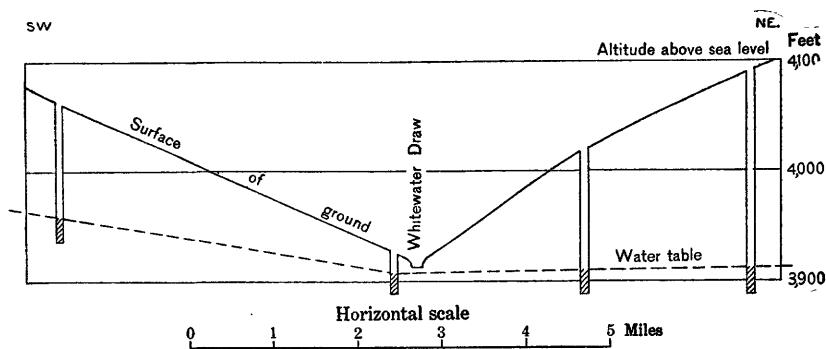 SW
NE.
Altitude above sea level
Feet
4,100
Surface of ground
Whitewater Draw
4,000
Water table
3,900
Horizontal scale
0 1 2 3 4 5 Miles